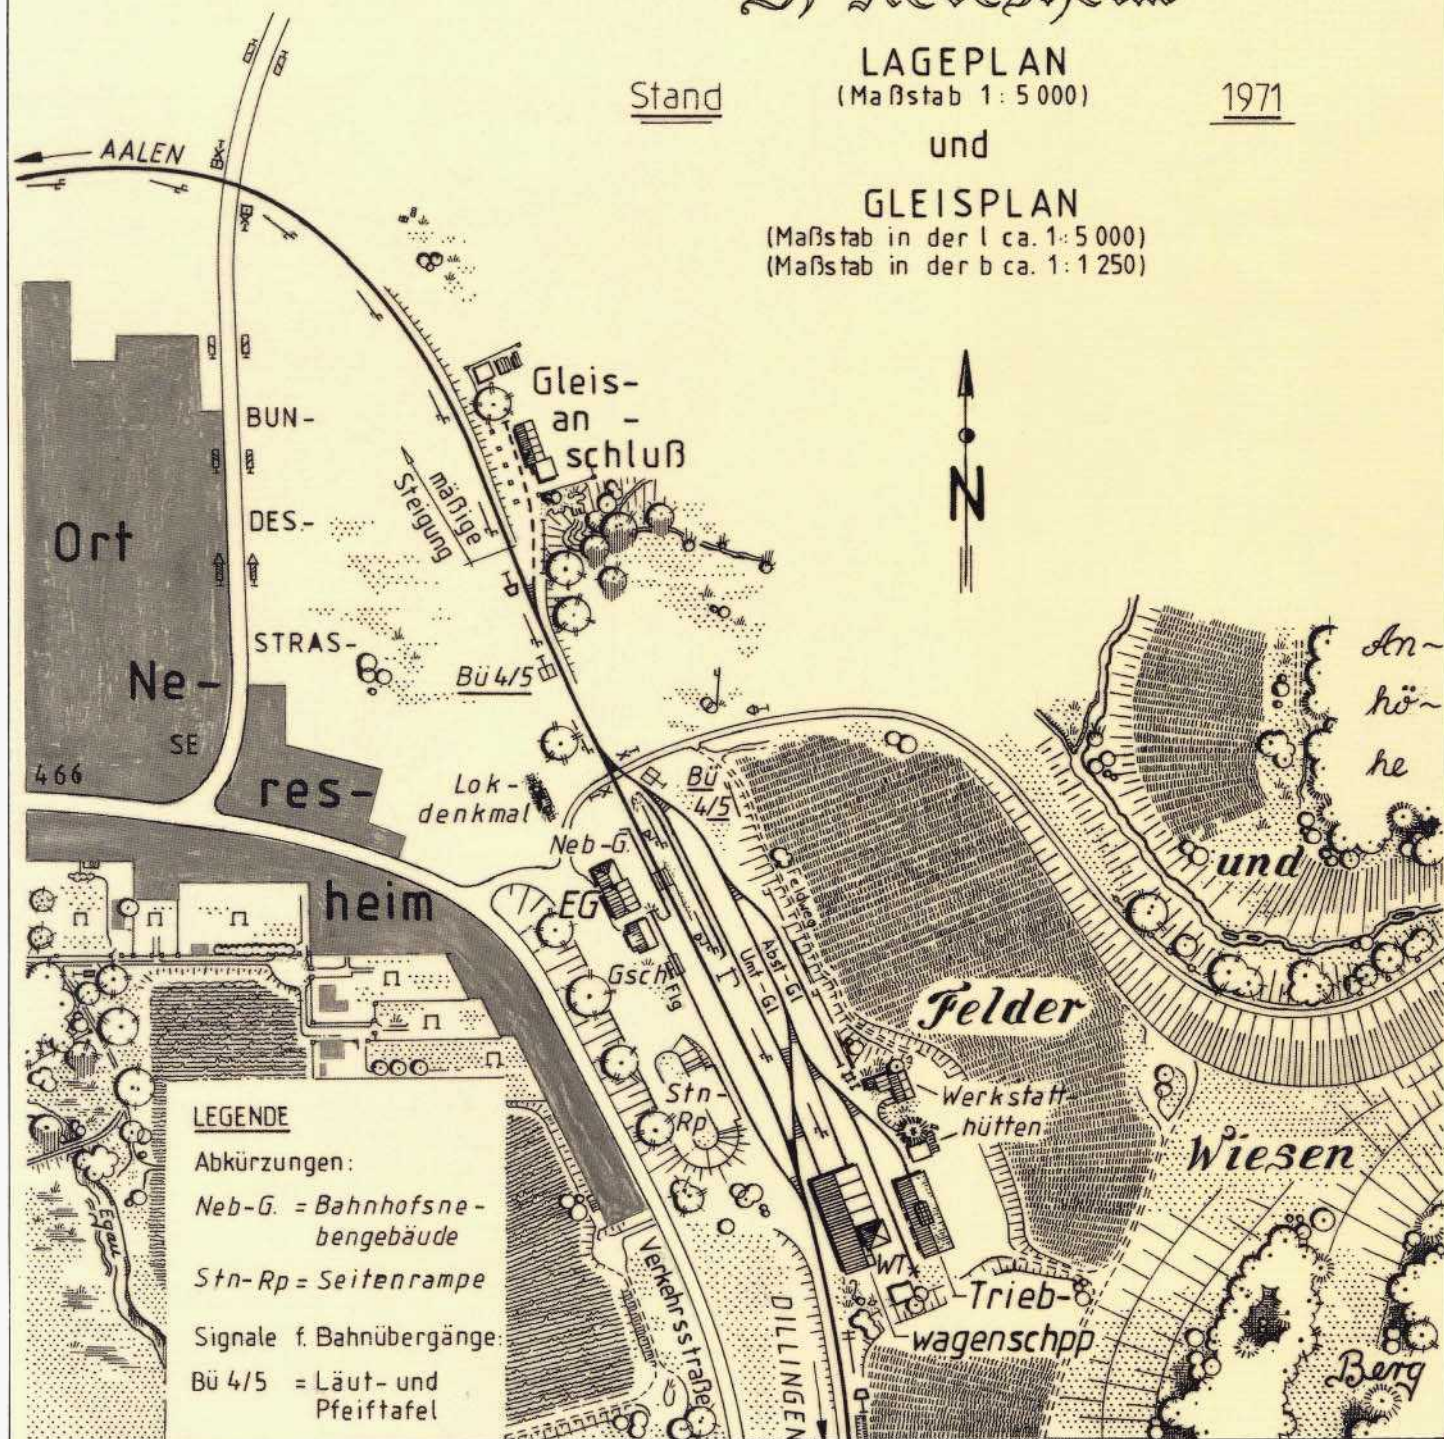 LAGEPLAN
(Maßstab 1:5000)
Stand
1971
und
GLEISPLAN
(Maßstab in der l ca. 1:5000)
(Maßstab in der b ca. 1:1250)
AALEN
Gleis-
an-
schluß
N
BUN-
DES-
STRAS-
SE
466
mäßige
Steigung
Ort
Ne-
res-
heim
Bü 4/5
Lok-
denkmal
Bü
4/5
Neb-G.
EG
Gsch
Flg
Feldweg
Abst-Gl
Umf-Gl
Stn-
Rp
An-
hö-
he
und
Felder
Werkstatt-
hütten
Wiesen
WT
Trieb-
wagenschpp
Berg
Verkehrsstraße
DILLINGEN
Egau
LEGENDE
Abkürzungen:
Neb-G. = Bahnhofsne-
bengebäude
Stn-Rp = Seitenrampe
Signale f. Bahnübergänge:
Bü 4/5 = Läut- und
Pfeiftafel